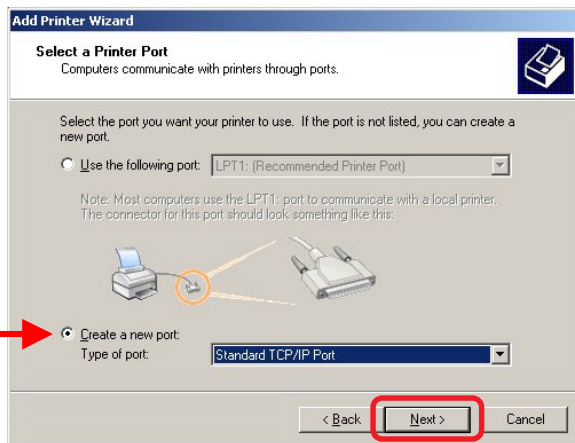 Add Printer Wizard
Select a Printer Port
Computers communicate with printers through ports.
Select the port you want your printer to use. If the port is not listed, you can create a
new port.
Use the following port: LPT1: (Recommended Printer Port)
Note: Most computers use the LPT1: port to communicate with a local printer.
The connector for this port should look something like this:
Create a new port:
Type of port: Standard TCP/IP Port
< Back Next > Cancel